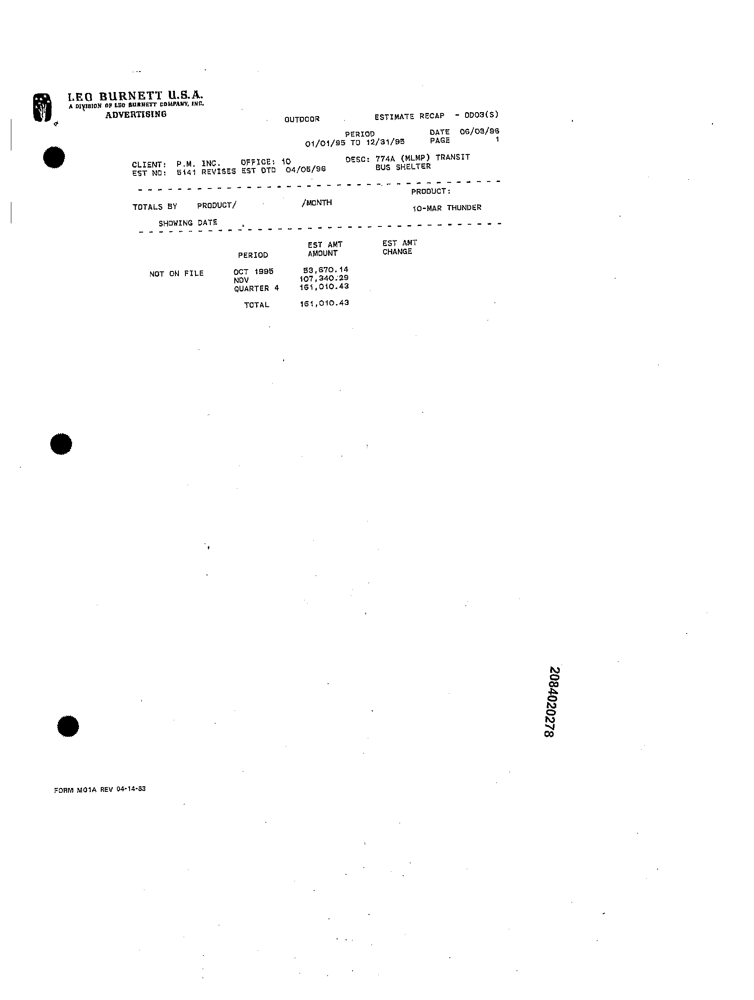 LEO BURNETT U.S.A.
A DIVISION OF LEO BURNETT COMPANY, INC.
ADVERTISING
OUTDOOR ESTIMATE RECAP - OD03(S)
PERIOD DATE 06/03/96
01/01/95 TO 12/31/95 PAGE 1
CLIENT: P.M. INC. OFFICE: 10 DESC: 774A (MLMP) TRANSIT
EST NO: 5141 REVISES EST DTD 04/05/96 BUS SHELTER
PRODUCT:
TOTALS BY PRODUCT/ /MONTH
10-MAR THUNDER
SHOWING DATE
EST AMT EST AMT
PERIOD AMOUNT CHANGE
NOT ON FILE OCT 1995 53,670.14
NOV 107,340.29
QUARTER 4 161,010.43
TOTAL 161,010.43
2084020278
FORM M01A REV 04-14-83